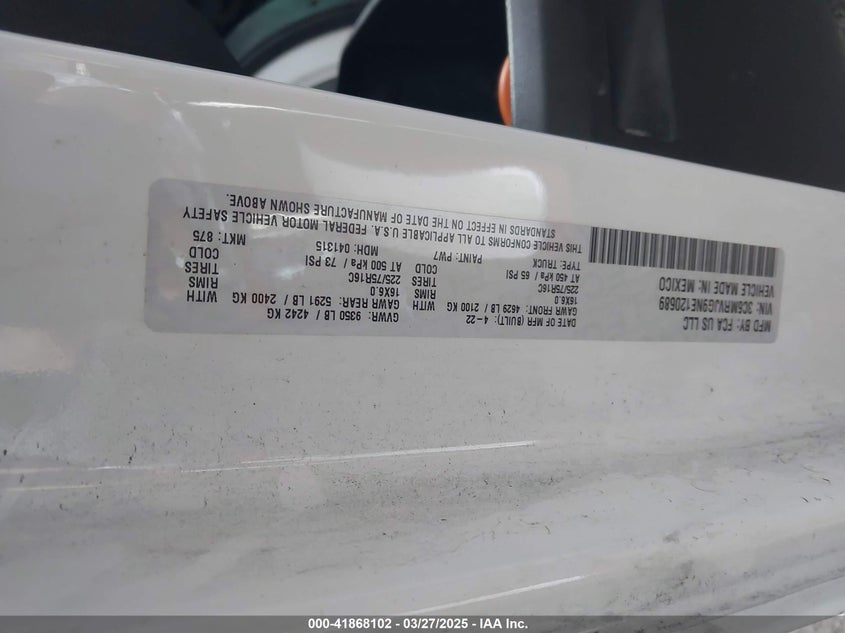 MFD BY: FCA US LLC
VIN: 3C6MRVJG9NE120689
VEHICLE MADE IN: MEXICO
DATE OF MFR (BUILT): 4-22
GVWR: 9350 LB / 4242 KG
GAWR FRONT: 4629 LB / 2100 KG WITH
16X6.0 RIMS
225/75R16C TIRES
AT 450 kPa / 65 PSI COLD
GAWR REAR: 5291 LB / 2400 KG WITH
16X6.0 RIMS
225/75R16C TIRES
AT 500 kPa / 73 PSI COLD
TYPE: TRUCK PAINT: PW7 MDH: 041315 MKT: 875
THIS VEHICLE CONFORMS TO ALL APPLICABLE U.S.A. FEDERAL MOTOR VEHICLE SAFETY
STANDARDS IN EFFECT ON THE DATE OF MANUFACTURE SHOWN ABOVE.
000-41868102 - 03/27/2025 - IAA Inc.